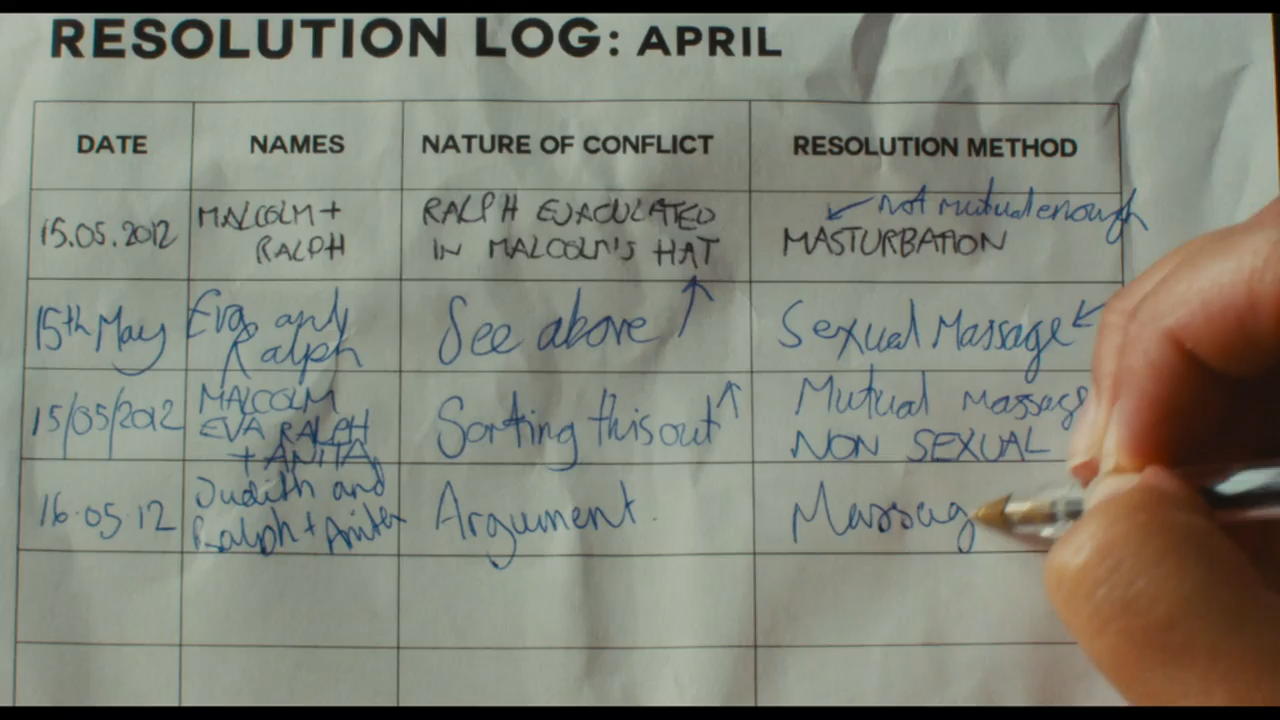 RESOLUTION LOG: APRIL
DATE
NAMES
NATURE OF CONFLICT
RESOLUTION METHOD
15.05.2012
MALCOLM +
RALPH
RALPH EJACULATED
IN MALCOLM'S HAT
↙ not mutual enough
MASTURBATION
15th May
Eva and
Ralph
See above ↑
Sexual Massage ↙
15/05/2012
MALCOLM
EVA RALPH
+ ANITA
Sorting this out ↑
Mutual massage
NON SEXUAL
16.05.12
Judith and
Ralph + Anita
Argument.
Massag